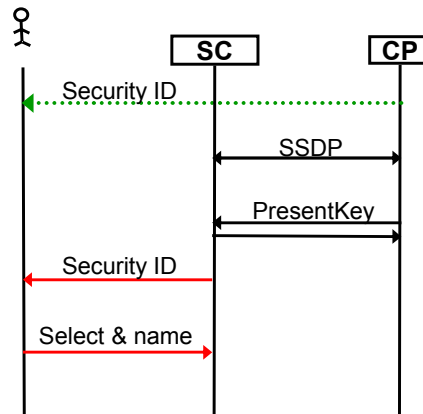 SC
CP
Security ID
SSDP
PresentKey
Security ID
Select & name